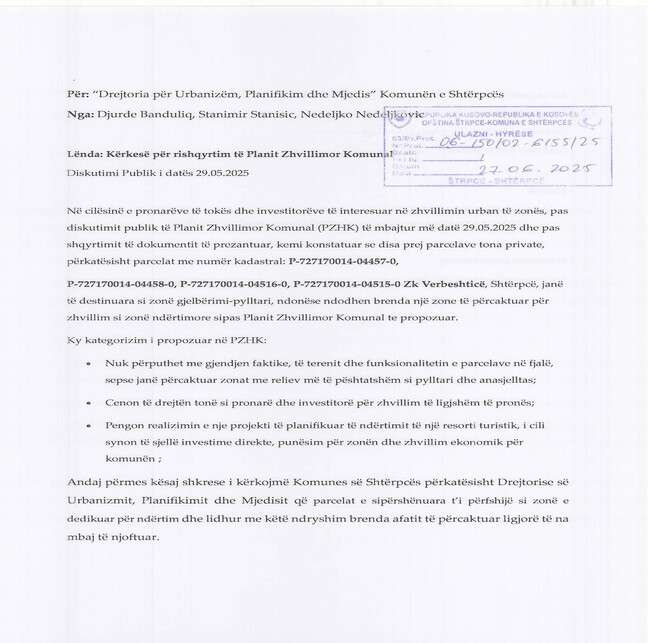 Për: “Drejtoria për Urbanizëm, Planifikim dhe Mjedis” Komunën e Shtërpcës
Nga: Djurde Banduliq, Stanimir Stanisic, Nedeljko Nedeljkovic
REPUBLIKA KOSOVO-REPUBLIKA E KOSOVËS
OPŠTINA ŠTRPCE-KOMUNA E SHTËRPCËS
ULAZNI - HYRËSE
06-150/02-6155/25
1
27.06.2025
ŠTRPCE - SHTËRPCË
Lënda: Kërkesë për rishqyrtim të Planit Zhvillimor Komunal
Diskutimi Publik i datës 29.05.2025
Në cilësinë e pronarëve të tokës dhe investitorëve të interesuar në zhvillimin urban të zonës, pas
diskutimit publik të Planit Zhvillimor Komunal (PZHK) të mbajtur më datë 29.05.2025 dhe pas
shqyrtimit të dokumentit të prezantuar, kemi konstatuar se disa prej parcelave tona private,
përkatësisht parcelat me numër kadastral: P-727170014-04457-0,
P-727170014-04458-0, P-727170014-04516-0, P-727170014-04515-0 Zk Verbeshticë, Shtërpcë, janë
të destinuara si zonë gjelbërimi-pylltari, ndonëse ndodhen brenda një zone të përcaktuar për
zhvillim si zonë ndërtimore sipas Planit Zhvillimor Komunal te propozuar.
Ky kategorizim i propozuar në PZHK:
• Nuk përputhet me gjendjen faktike, të terenit dhe funksionalitetin e parcelave në fjalë,
sepse janë përcaktuar zonat me reliev më të pështatshëm si pylltari dhe anasjelltas;
• Cenon të drejtën tonë si pronarë dhe investitorë për zhvillim të ligjshëm të pronës;
• Pengon realizimin e nje projekti të planifikuar të ndërtimit të një resorti turistik, i cili
synon të sjellë investime direkte, punësim për zonën dhe zhvillim ekonomik për
komunën ;
Andaj përmes kësaj shkrese i kërkojmë Komunes së Shtërpcës përkatësisht Drejtorise së
Urbanizmit, Planifikimit dhe Mjedisit që parcelat e sipërshënuara t’i përfshijë si zonë e
dedikuar për ndërtim dhe lidhur me këtë ndryshim brenda afatit të përcaktuar ligjorë të na
mbaj të njoftuar.